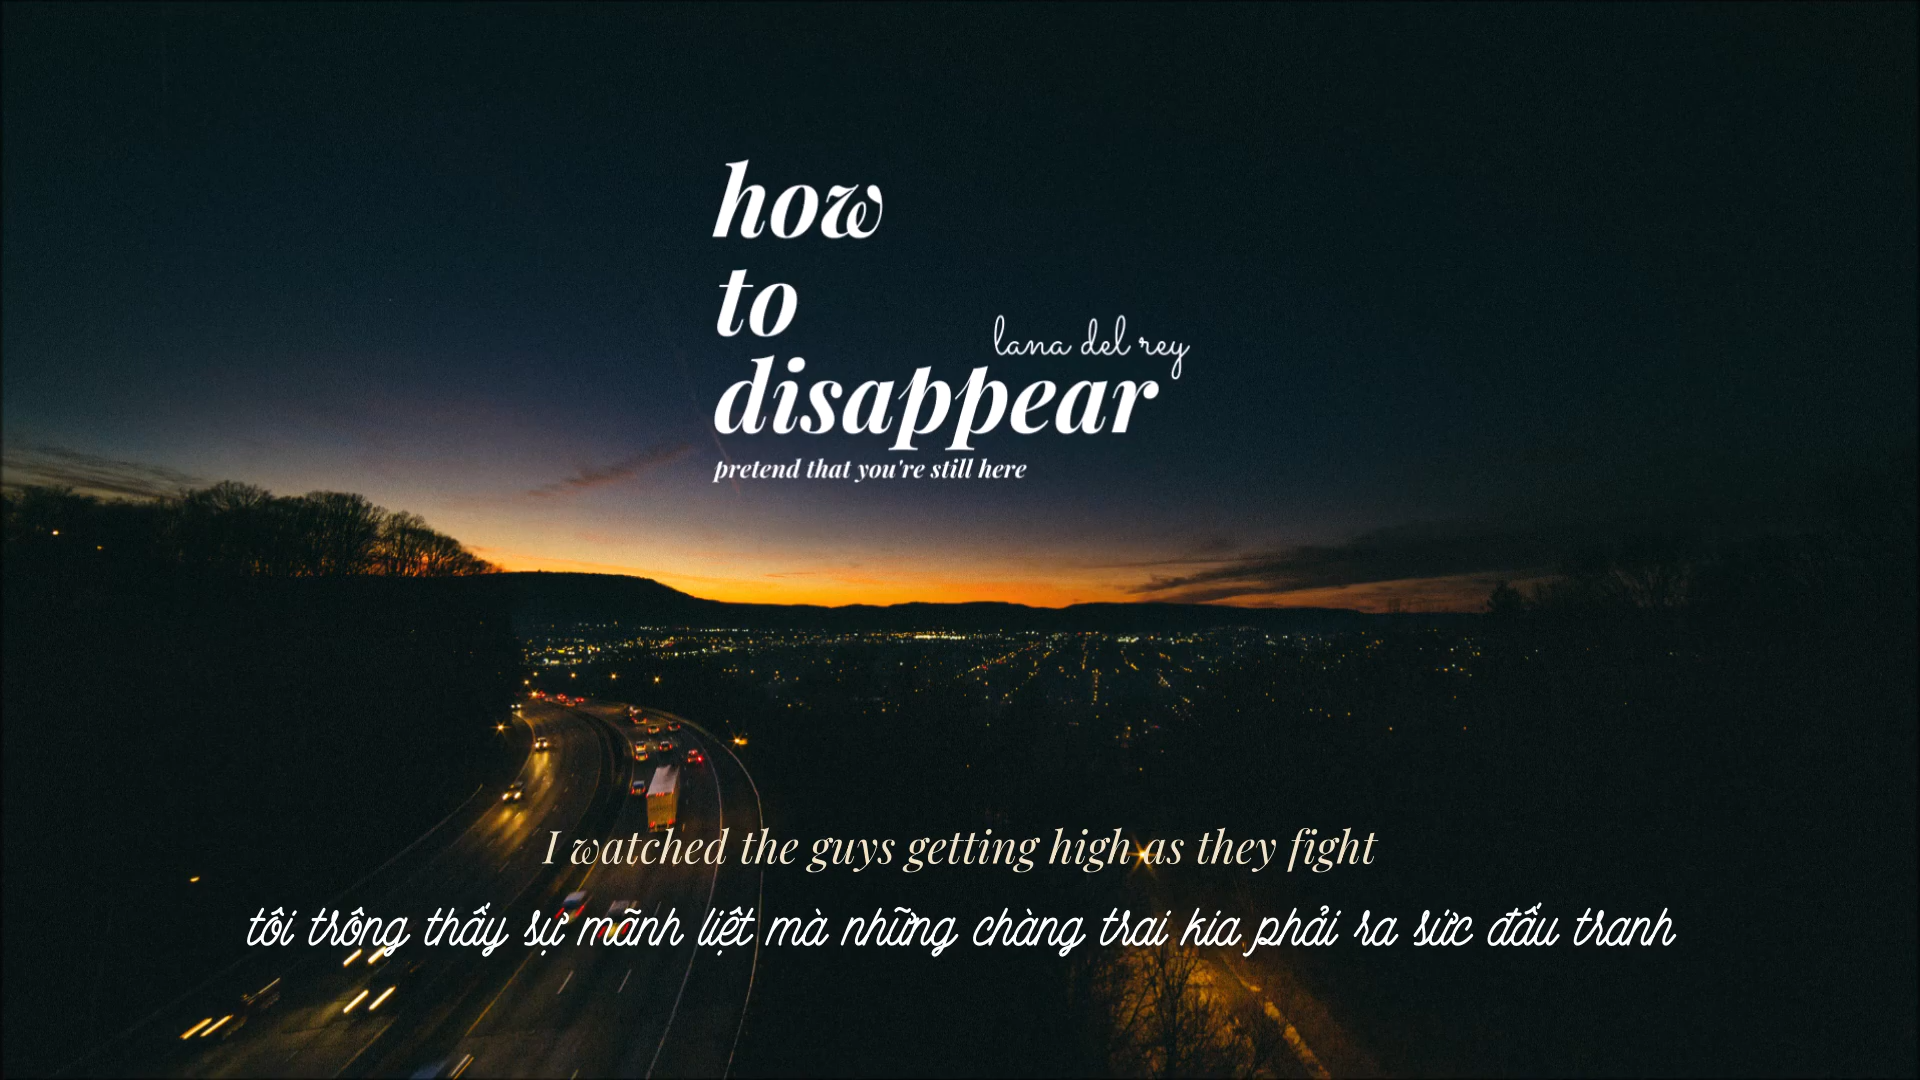 how
to
lana del rey
disappear
pretend that you're still here
I watched the guys getting high as they fight
tôi trông thấy sự mãnh liệt mà những chàng trai kia phải ra sức đấu tranh